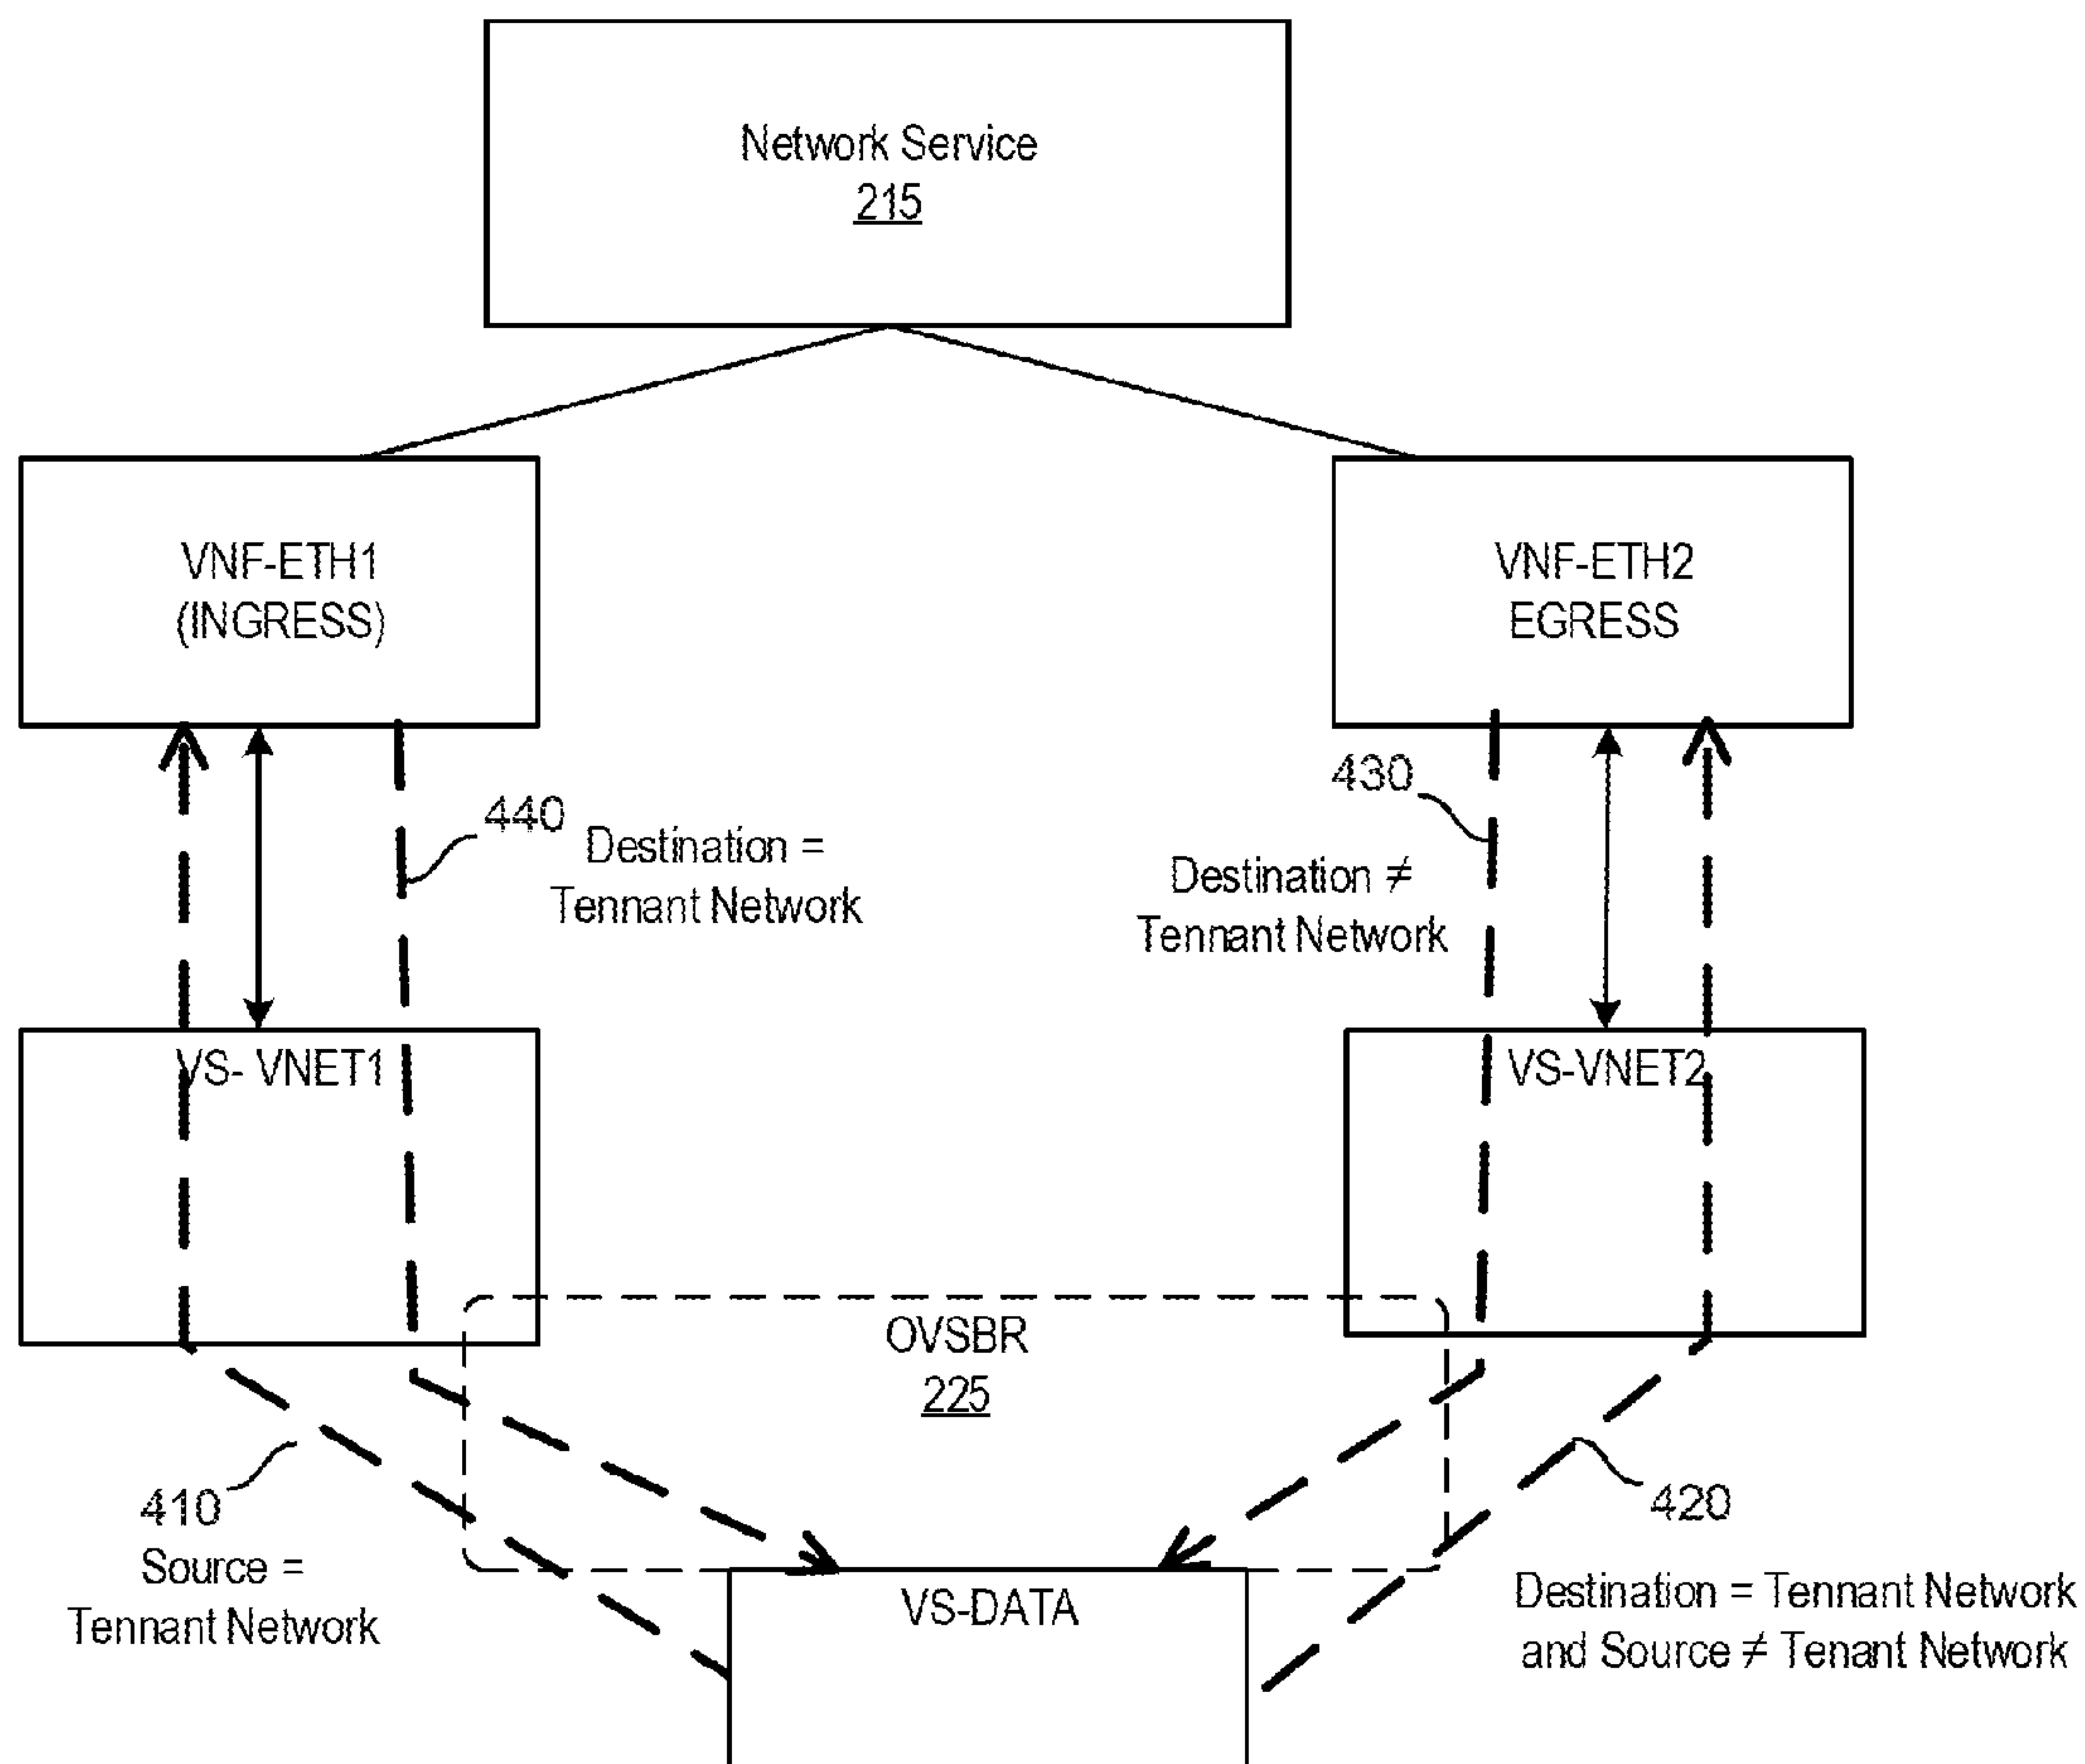 Network Service
215
VNF-ETH1
(INGRESS)
VNF-ETH2
EGRESS
440
Destination =
Tennant Network
430
Destination ≠
Tennant Network
VS- VNET1
VS-VNET2
OVSBR
225
410
Source =
Tennant Network
420
Destination = Tennant Network
and Source ≠ Tenant Network
VS-DATA